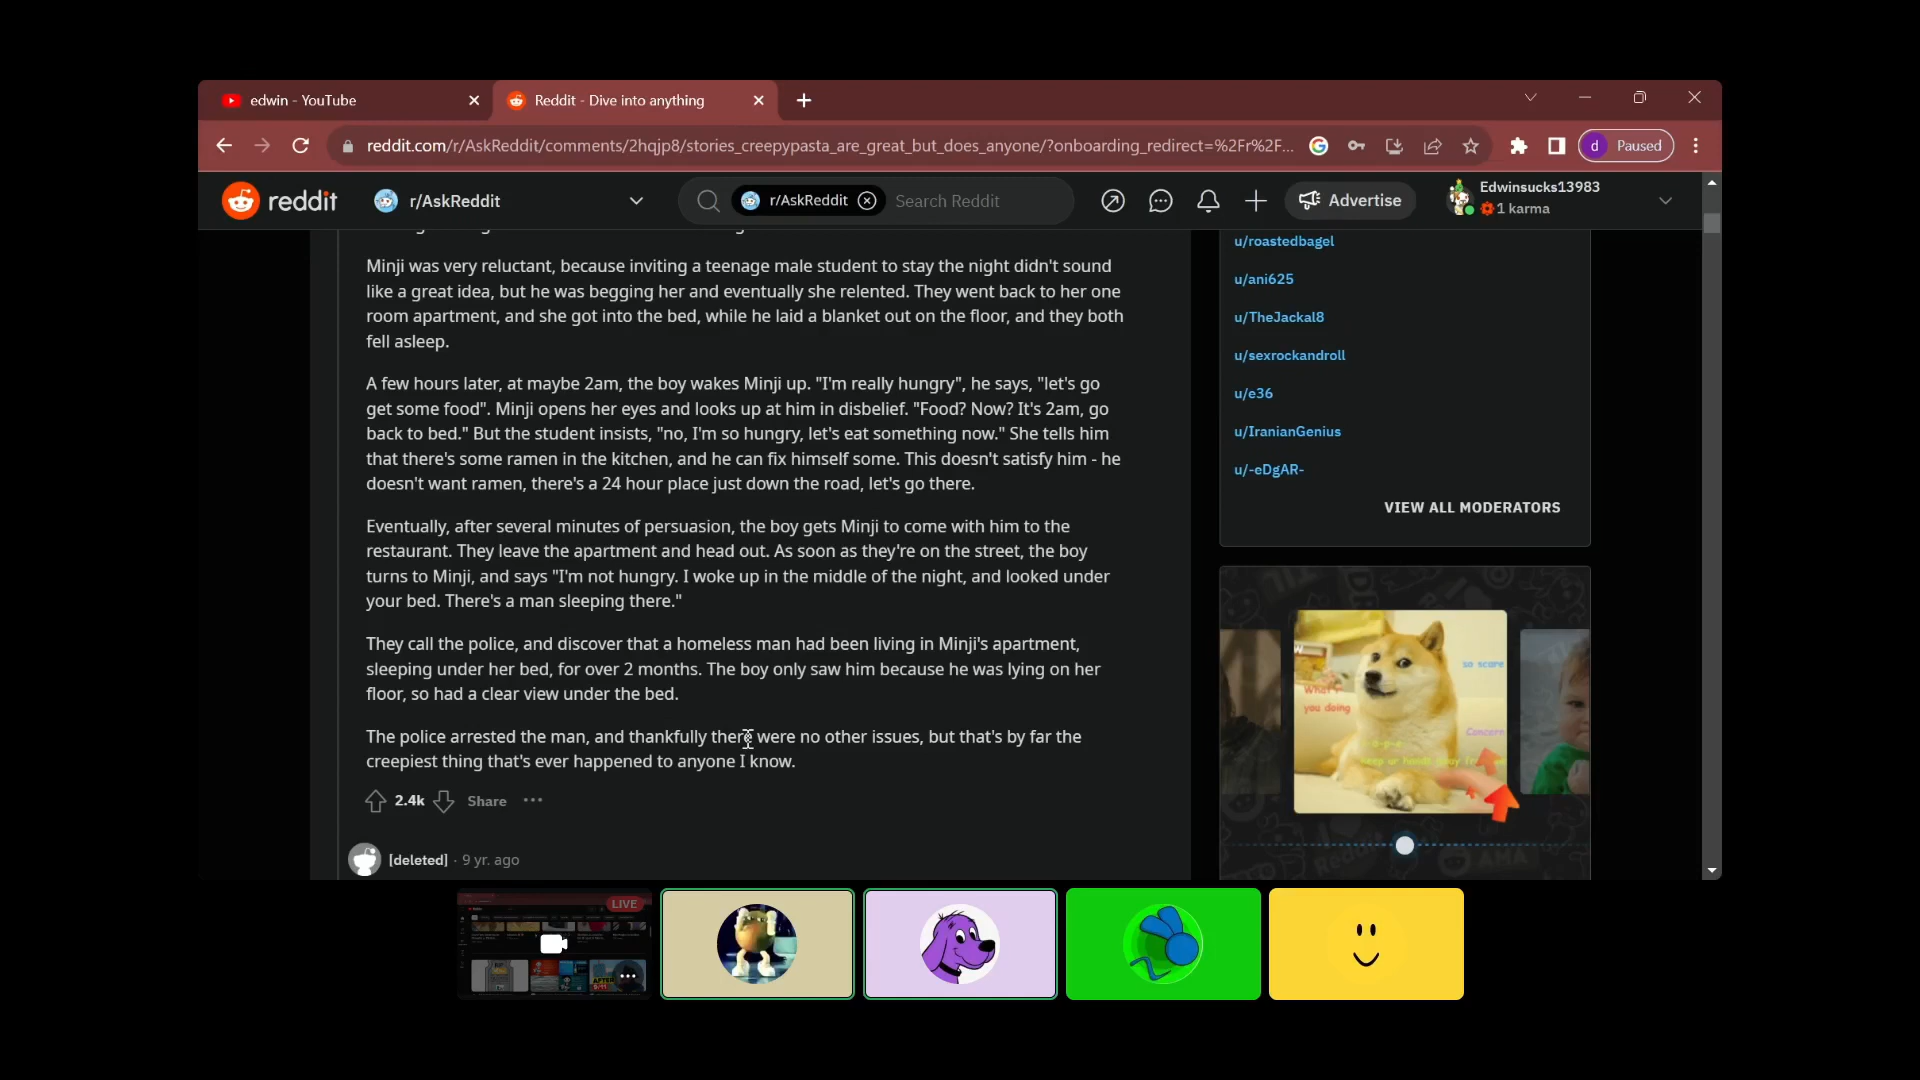 edwin - YouTube
Reddit - Dive into anything
reddit.com/r/AskReddit/comments/2hqjp8/stories_creepypasta_are_great_but_does_anyone/?onboarding_redirect=%2Fr%2F...
d Paused
reddit
r/AskReddit
r/AskReddit
Search Reddit
Advertise
Edwinsucks13983
1 karma
Minji was very reluctant, because inviting a teenage male student to stay the night didn't sound
like a great idea, but he was begging her and eventually she relented. They went back to her one
room apartment, and she got into the bed, while he laid a blanket out on the floor, and they both
fell asleep.
A few hours later, at maybe 2am, the boy wakes Minji up. "I'm really hungry", he says, "let's go
get some food". Minji opens her eyes and looks up at him in disbelief. "Food? Now? It's 2am, go
back to bed." But the student insists, "no, I'm so hungry, let's eat something now." She tells him
that there's some ramen in the kitchen, and he can fix himself some. This doesn't satisfy him - he
doesn't want ramen, there's a 24 hour place just down the road, let's go there.
Eventually, after several minutes of persuasion, the boy gets Minji to come with him to the
restaurant. They leave the apartment and head out. As soon as they're on the street, the boy
turns to Minji, and says "I'm not hungry. I woke up in the middle of the night, and looked under
your bed. There's a man sleeping there."
They call the police, and discover that a homeless man had been living in Minji's apartment,
sleeping under her bed, for over 2 months. The boy only saw him because he was lying on her
floor, so had a clear view under the bed.
The police arrested the man, and thankfully there were no other issues, but that's by far the
creepiest thing that's ever happened to anyone I know.
2.4k
Share
[deleted] · 9 yr. ago
u/roastedbagel
u/ani625
u/TheJackal8
u/sexrockandroll
u/e36
u/IranianGenius
u/-eDgAR-
VIEW ALL MODERATORS
so scare
What r
you doing
Concern
LIVE